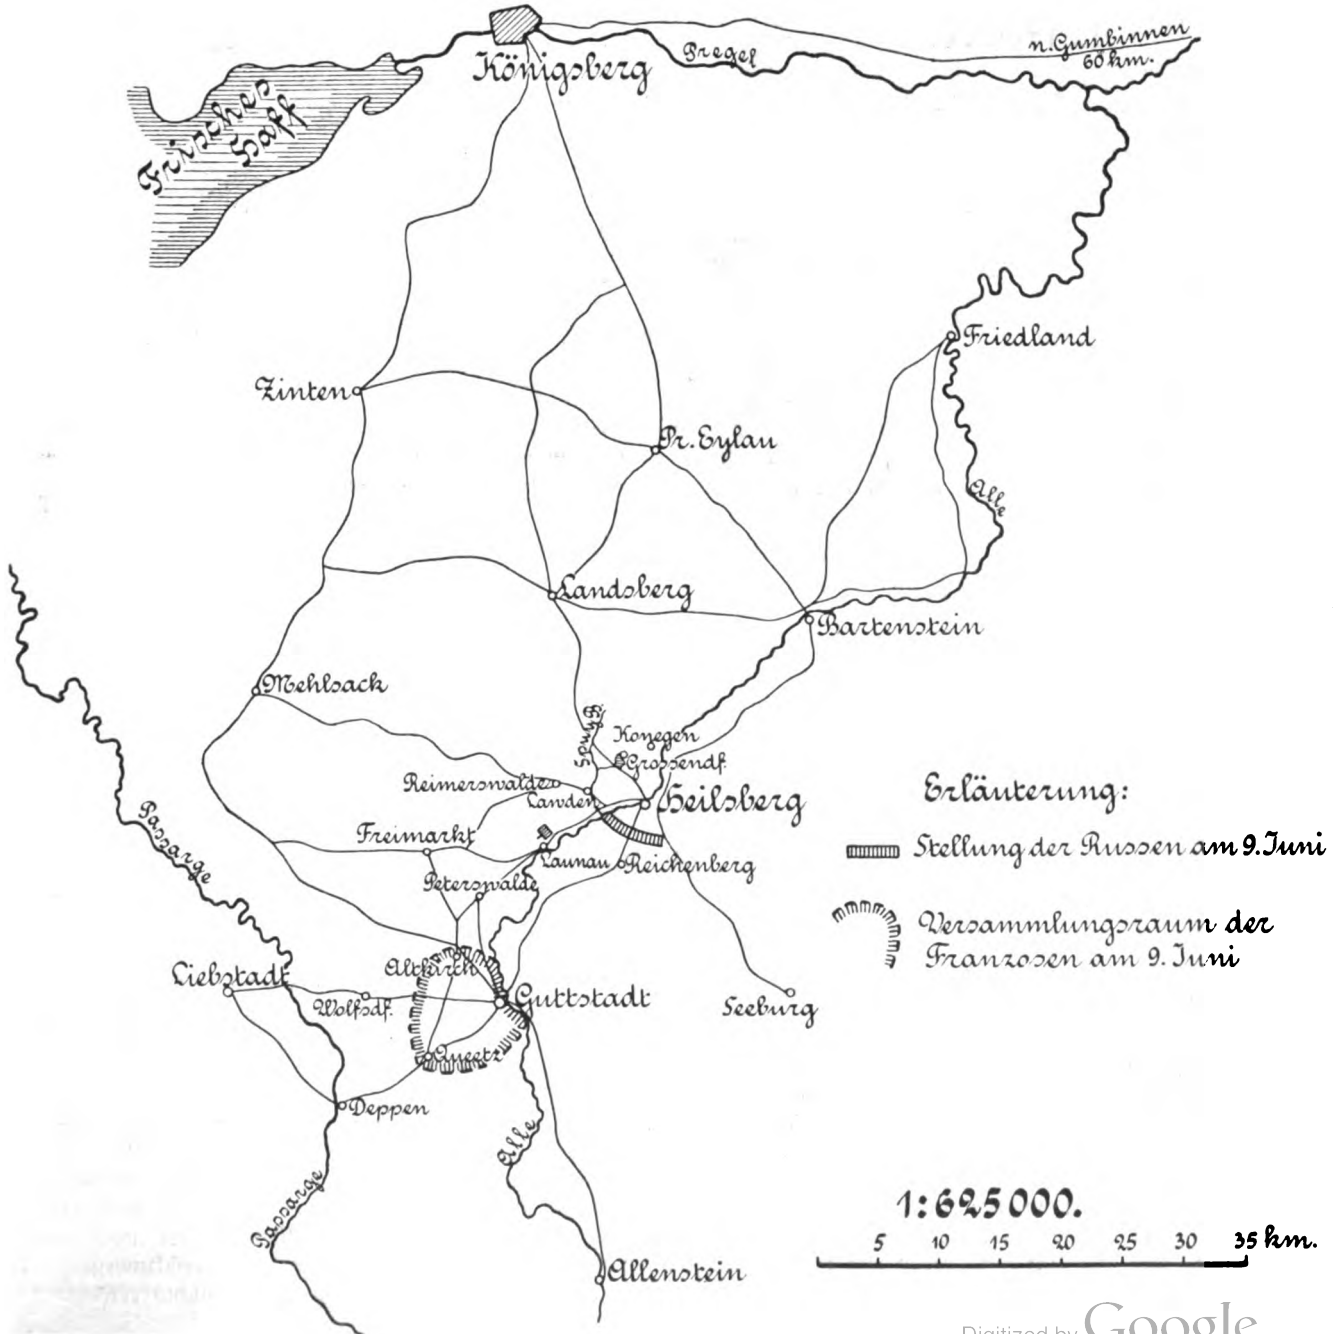 Königsberg
Pregel
n. Gumbinnen
60 km.
Frisches
Haff
Friedland
Zinten
Pr. Eylau
Alle
Landsberg
Bartenstein
Mehlsack
Konegen
Grossendf.
Reimerswalde
Lawden
Heilsberg
Freimarkt
Launau
Reichenberg
Peterswalde
Passarge
Altkirch
Liebstadt
Wolfsdf.
Guttstadt
Seeburg
Queetz
Deppen
Alle
Passarge
Allenstein
Erläuterung:
Stellung der Russen am 9. Juni
Versammlungsraum der
Franzosen am 9. Juni
1:625000.
5 10 15 20 25 30 35 km.
Digitized by Google